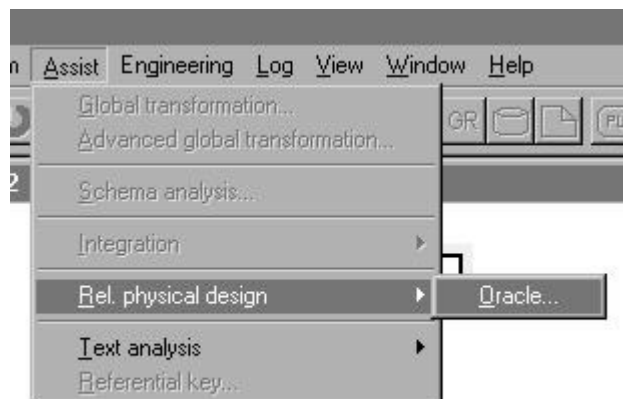 Assist Engineering Log View Window Help
Global transformation...
GR
Advanced global transformation...
2
Schema analysis...
Integration
Rel. physical design
Oracle...
Text analysis
Referential key...